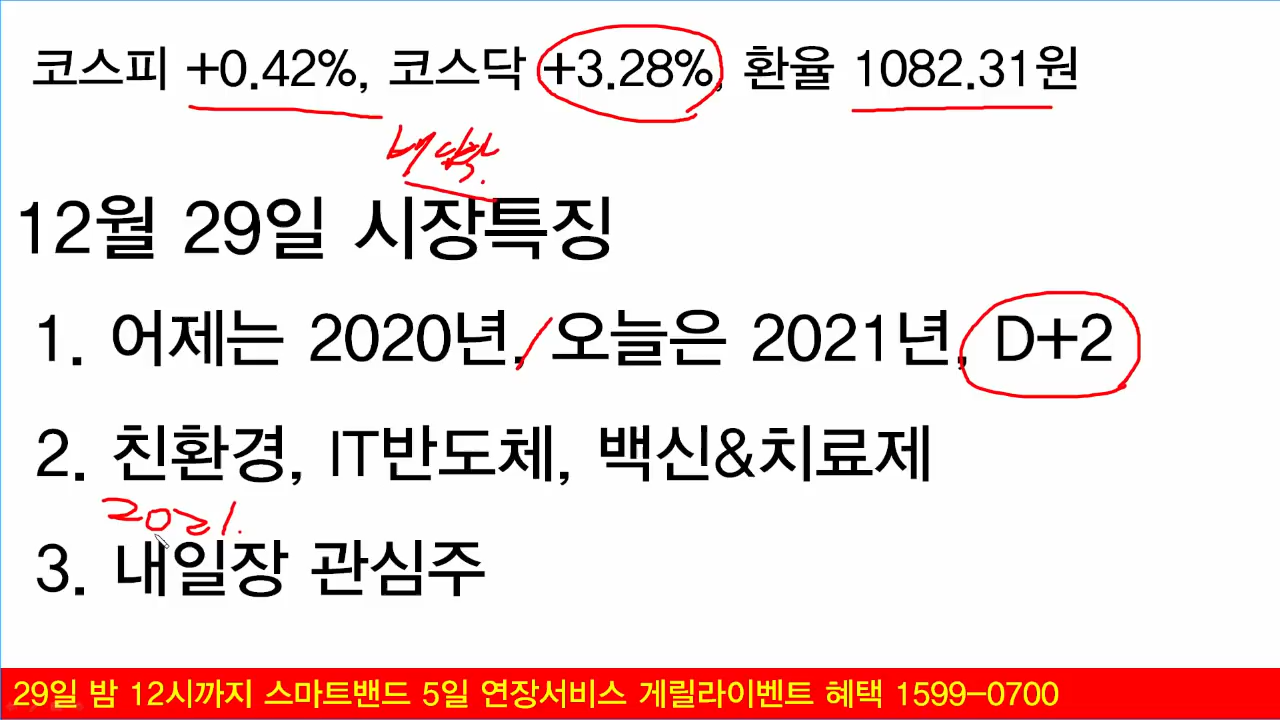 코스피 +0.42%, 코스닥 +3.28%, 환율 1082.31원
12월 29일 시장특징
1. 어제는 2020년, 오늘은 2021년, D+2
2. 친환경, IT반도체, 백신&치료제
2021.
3. 내일장 관심주
29일 밤 12시까지 스마트밴드 5일 연장서비스 게릴라이벤트 혜택 1599-0700